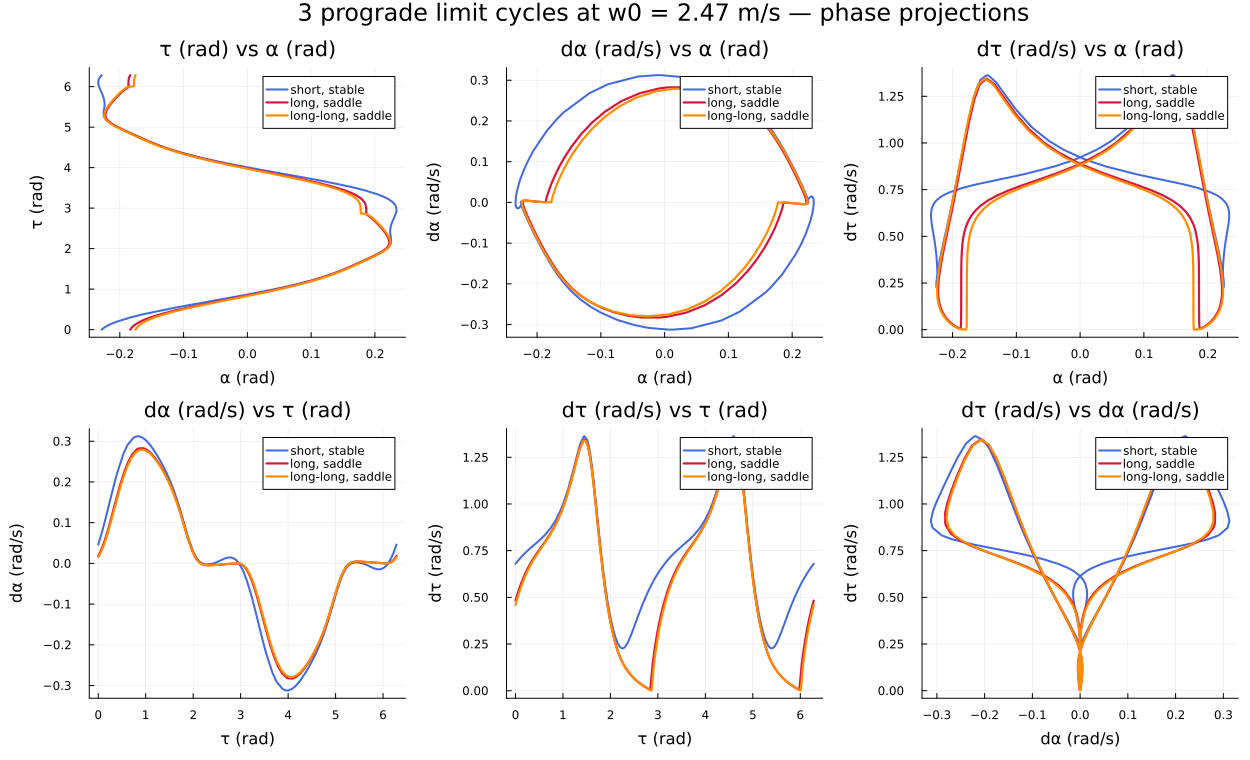 3 prograde limit cycles at w0 = 2.47 m/s — phase projections
τ (rad) vs α (rad)
short, stable
long, saddle
long-long, saddle
τ (rad)
6
5
4
3
2
1
0
−0.2
−0.1
0.0
0.1
0.2
α (rad)
dα (rad/s) vs α (rad)
short, stable
long, saddle
long-long, saddle
dα (rad/s)
0.3
0.2
0.1
0.0
−0.1
−0.2
−0.3
−0.2
−0.1
0.0
0.1
0.2
α (rad)
dτ (rad/s) vs α (rad)
short, stable
long, saddle
long-long, saddle
dτ (rad/s)
1.25
1.00
0.75
0.50
0.25
0.00
−0.2
−0.1
0.0
0.1
0.2
α (rad)
dα (rad/s) vs τ (rad)
short, stable
long, saddle
long-long, saddle
dα (rad/s)
0.3
0.2
0.1
0.0
−0.1
−0.2
−0.3
0
1
2
3
4
5
6
τ (rad)
dτ (rad/s) vs τ (rad)
short, stable
long, saddle
long-long, saddle
dτ (rad/s)
1.25
1.00
0.75
0.50
0.25
0.00
0
1
2
3
4
5
6
τ (rad)
dτ (rad/s) vs dα (rad/s)
short, stable
long, saddle
long-long, saddle
dτ (rad/s)
1.25
1.00
0.75
0.50
0.25
0.00
−0.3
−0.2
−0.1
0.0
0.1
0.2
0.3
dα (rad/s)